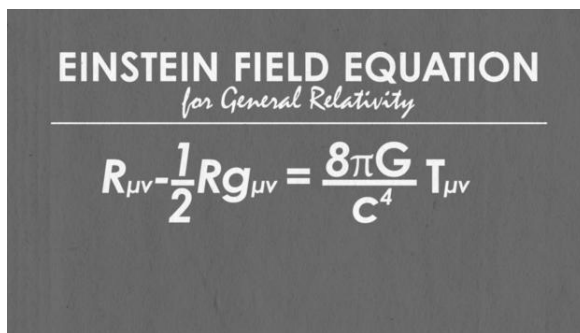 EINSTEIN FIELD EQUATION
for General Relativity
Rμν-1/2Rgμν = 8πG/c⁴ Tμν